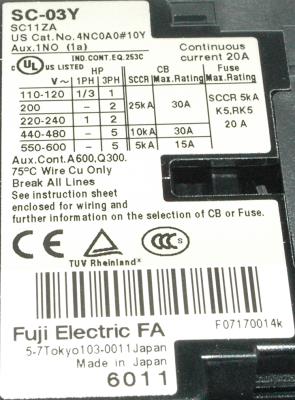 SC-03Y
SC11ZA
US Cat.No.4NC0A0#10Y
Aux.1NO (1a)
Continuous
current 20A
IND.CONT.EQ.253C
c UL US LISTED
HP
1PH 3PH
SCCR
CB
Max.Rating
Fuse
Max.Rating
110-120 1/3 1
200 - 2
220-240 1 2
25kA 30A
440-480 - 5 10kA 30A
550-600 - 5 5kA 15A
SCCR 5kA
K5,RK5
20 A
Aux.Cont.A600,Q300.
75°C Wire Cu Only
Break All Lines
See instruction sheet
enclosed for wiring and
further information on the selection of CB or Fuse.
CE
TUV Rheinland
CCC
Fuji Electric FA
F07170014k
5-7Tokyo103-0011Japan
Made in Japan
6011